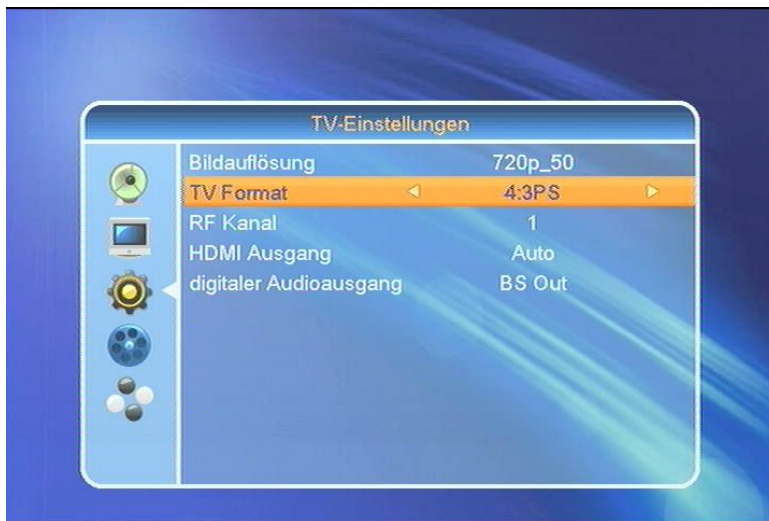 TV-Einstellungen
Bildauflösung 720p_50
TV Format 4:3PS
RF Kanal 1
HDMI Ausgang Auto
digitaler Audioausgang BS Out